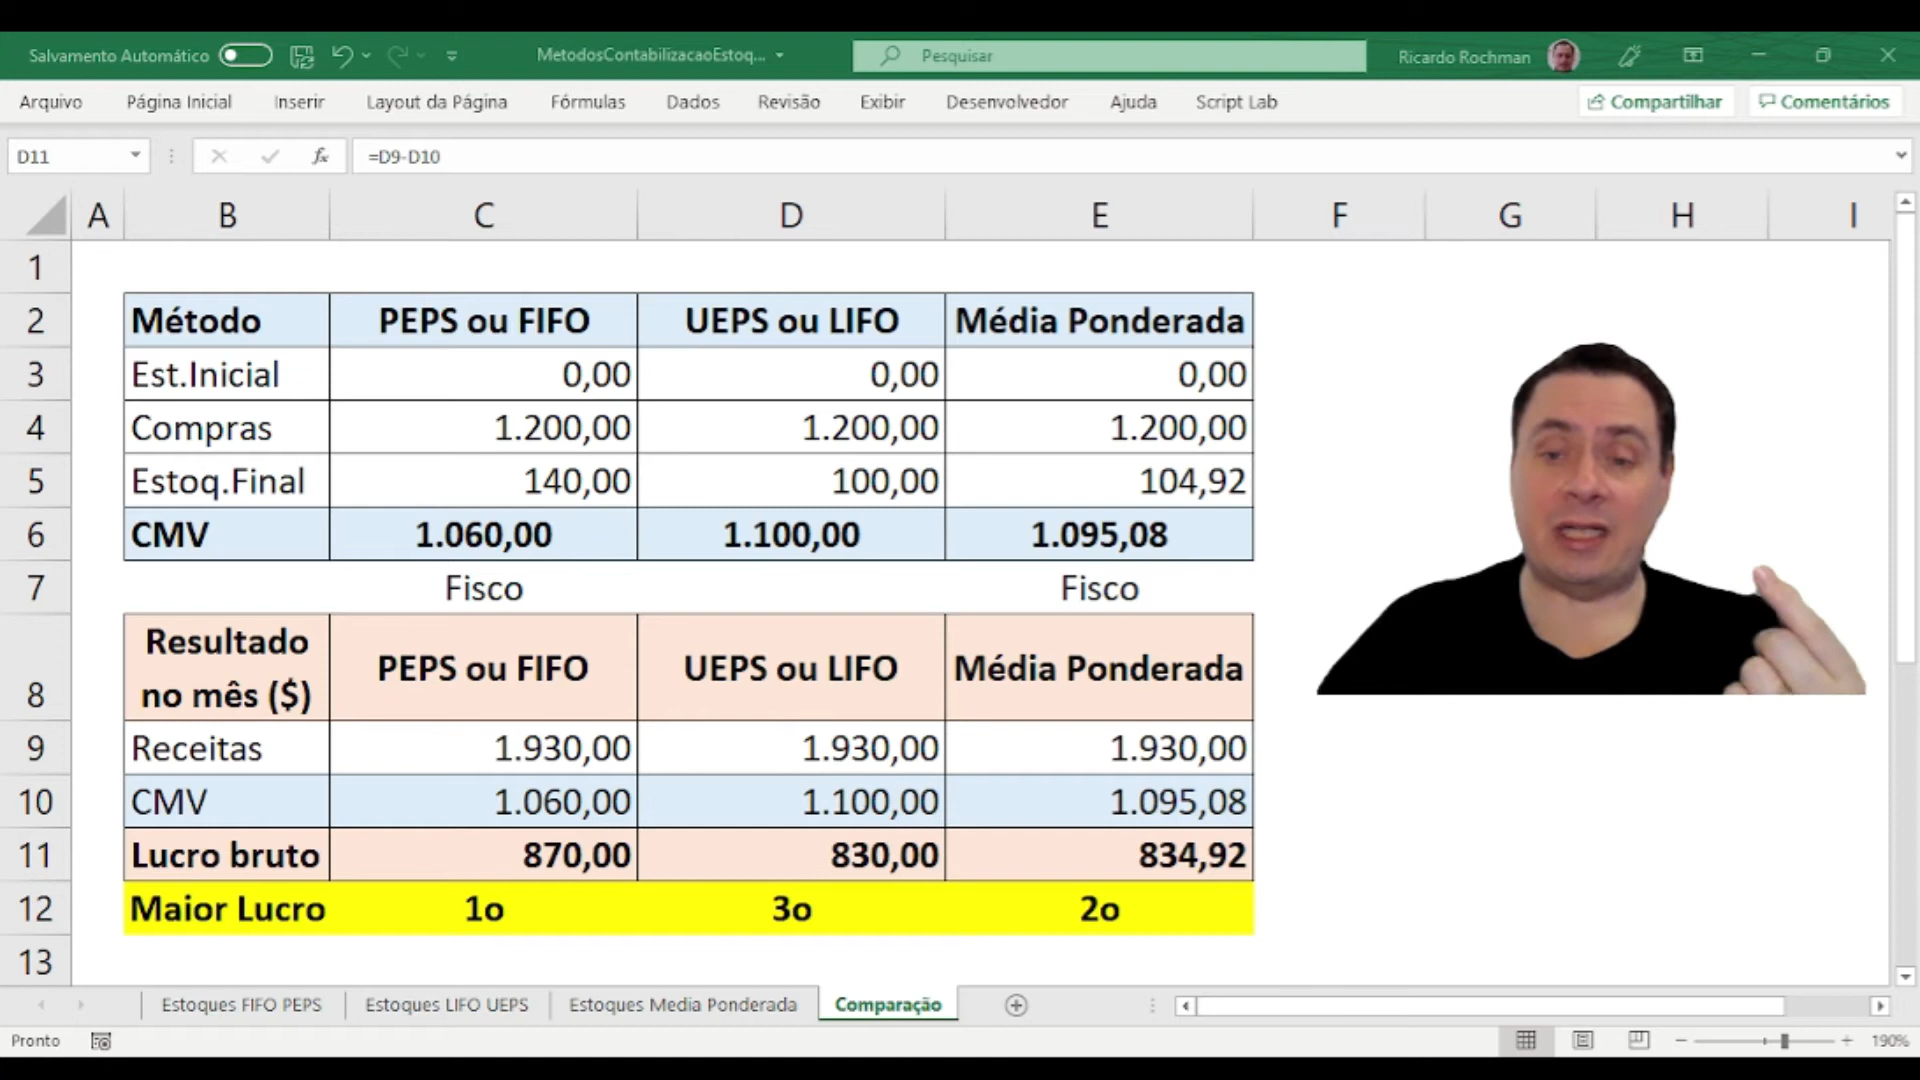 Salvamento Automático
MetodosContabilizacaoEstoq...
Pesquisar
Ricardo Rochman
Arquivo Página Inicial Inserir Layout da Página Fórmulas Dados Revisão Exibir Desenvolvedor Ajuda Script Lab Compartilhar Comentários
D11 fx =D9-D10
A B C D E F G H I
1
2 Método PEPS ou FIFO UEPS ou LIFO Média Ponderada
3 Est.Inicial 0,00 0,00 0,00
4 Compras 1.200,00 1.200,00 1.200,00
5 Estoq.Final 140,00 100,00 104,92
6 CMV 1.060,00 1.100,00 1.095,08
7 Fisco Fisco
Resultado
8 no mês ($) PEPS ou FIFO UEPS ou LIFO Média Ponderada
9 Receitas 1.930,00 1.930,00 1.930,00
10 CMV 1.060,00 1.100,00 1.095,08
11 Lucro bruto 870,00 830,00 834,92
12 Maior Lucro 1o 3o 2o
13
Estoques FIFO PEPS Estoques LIFO UEPS Estoques Media Ponderada Comparação
Pronto 190%